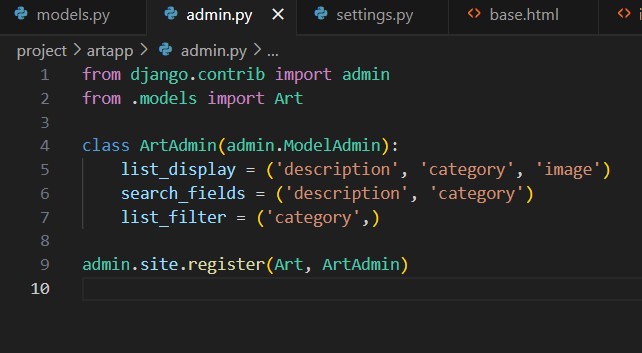 models.py admin.py settings.py base.html
project > artapp > admin.py > ...
1 from django.contrib import admin
2 from .models import Art
3
4 class ArtAdmin(admin.ModelAdmin):
5     list_display = ('description', 'category', 'image')
6     search_fields = ('description', 'category')
7     list_filter = ('category',)
8
9 admin.site.register(Art, ArtAdmin)
10